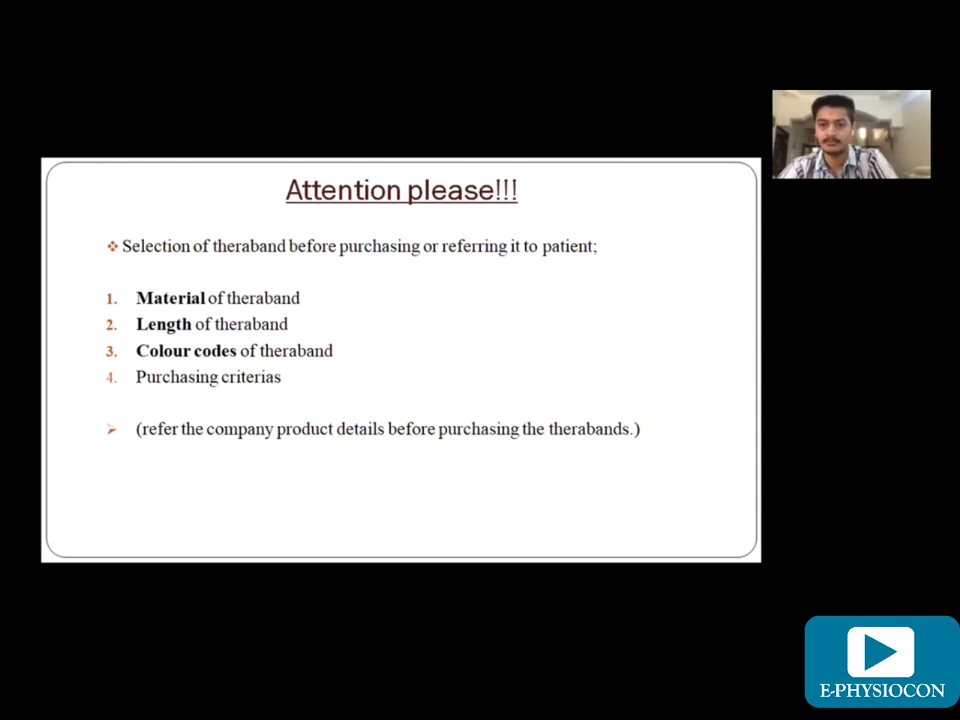 Attention please!!!
❖ Selection of theraband before purchasing or referring it to patient;
1. Material of theraband
2. Length of theraband
3. Colour codes of theraband
4. Purchasing criterias
➢ (refer the company product details before purchasing the therabands.)
E-PHYSIOCON